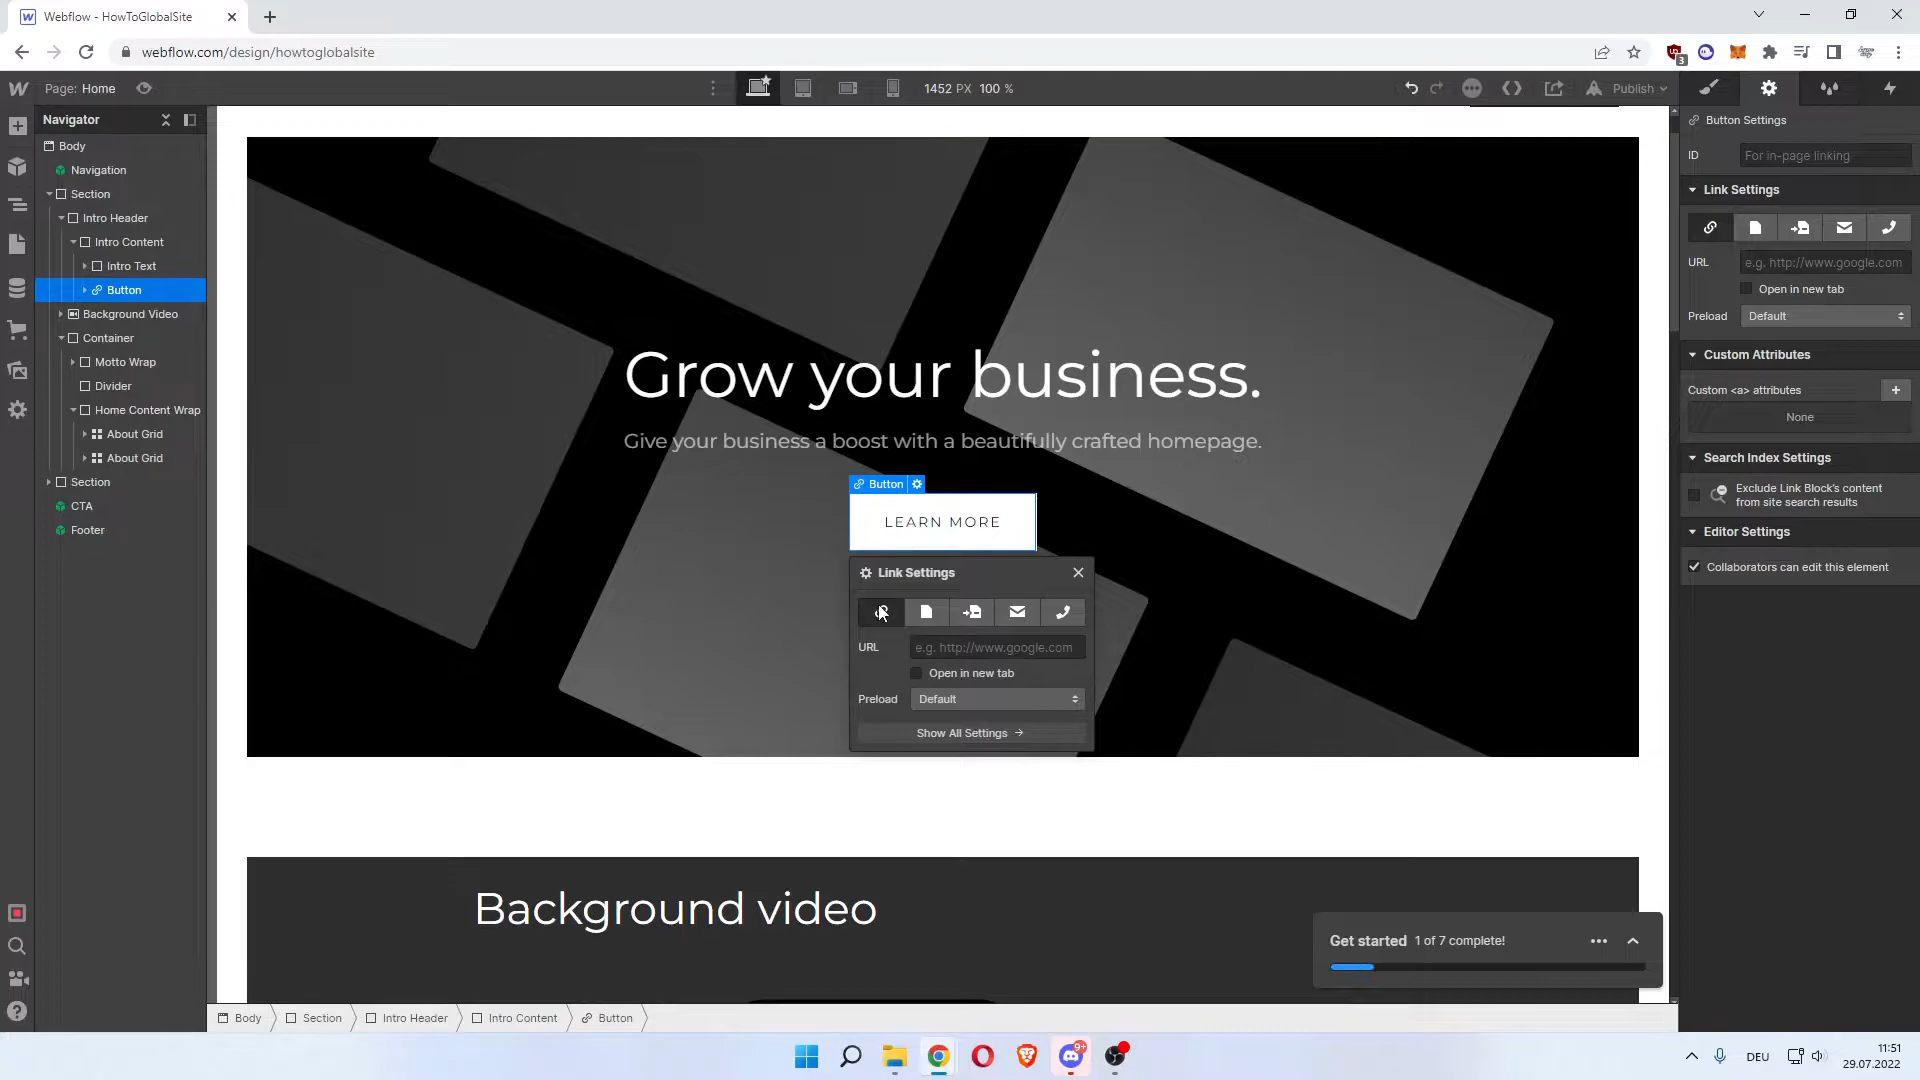 Webflow - HowToGlobalSite
webflow.com/design/howtoglobalsite
3
Page: Home
1452 PX 100 %
Publish
Navigator
Body
Navigation
Section
Intro Header
Intro Content
Intro Text
Button
Background Video
Container
Motto Wrap
Divider
Home Content Wrap
About Grid
About Grid
Section
CTA
Footer
Grow your business.
Give your business a boost with a beautifully crafted homepage.
Button
LEARN MORE
Link Settings
URL e.g. http://www.google.com
Open in new tab
Preload Default
Show All Settings
Background video
Get started 1 of 7 complete!
Button Settings
ID For in-page linking
Link Settings
URL e.g. http://www.google.com
Open in new tab
Preload Default
Custom Attributes
Custom <a> attributes
None
Search Index Settings
Exclude Link Block's content
from site search results
Editor Settings
Collaborators can edit this element
Body Section Intro Header Intro Content Button
9+
DEU
11:51
29.07.2022